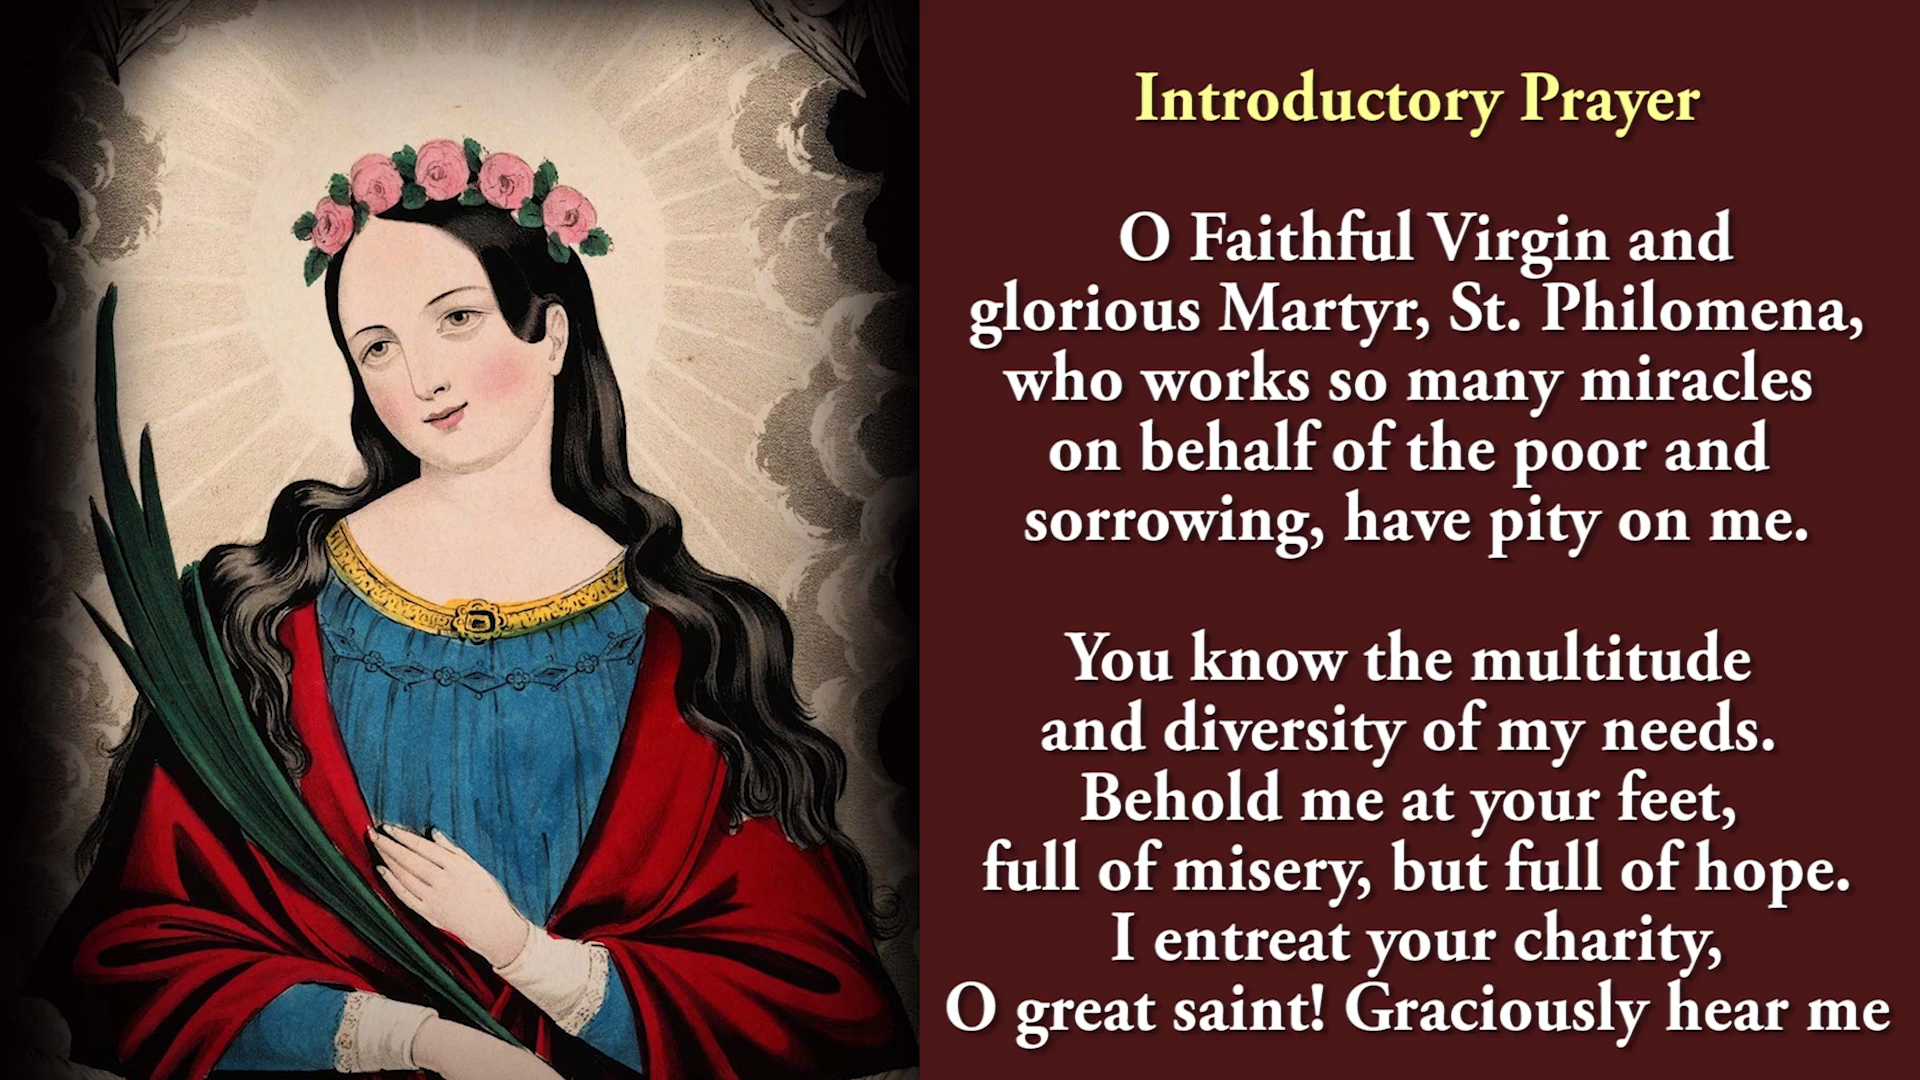 Introductory Prayer
O Faithful Virgin and
glorious Martyr, St. Philomena,
who works so many miracles
on behalf of the poor and
sorrowing, have pity on me.
You know the multitude
and diversity of my needs.
Behold me at your feet,
full of misery, but full of hope.
I entreat your charity,
O great saint! Graciously hear me